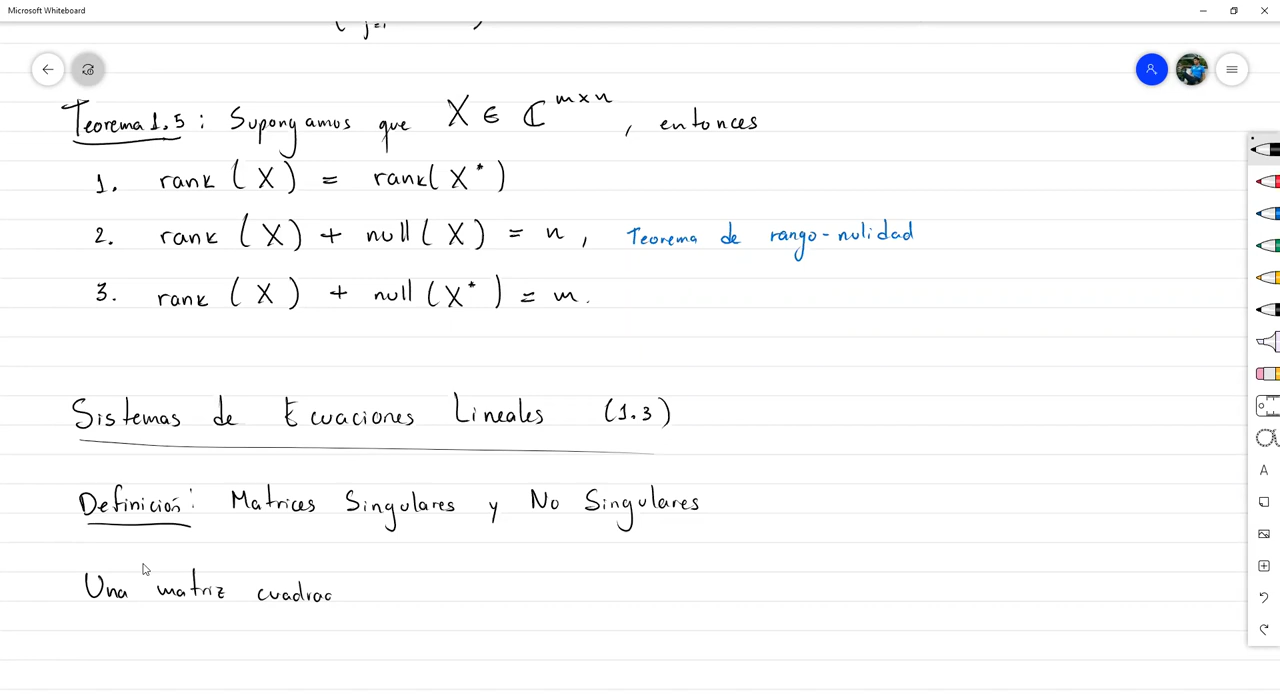 Microsoft Whiteboard
( j=1 )
Teorema 1.5 : Supongamos que X ∈ ℂ^{m×n} , entonces
1. rank (X) = rank(X*)
2. rank (X) + null(X) = n , Teorema de rango-nulidad
3. rank (X) + null(X*) = m.
Sistemas de Ecuaciones Lineales (1.3)
Definición: Matrices Singulares y No Singulares
Una matriz cuadrac
A